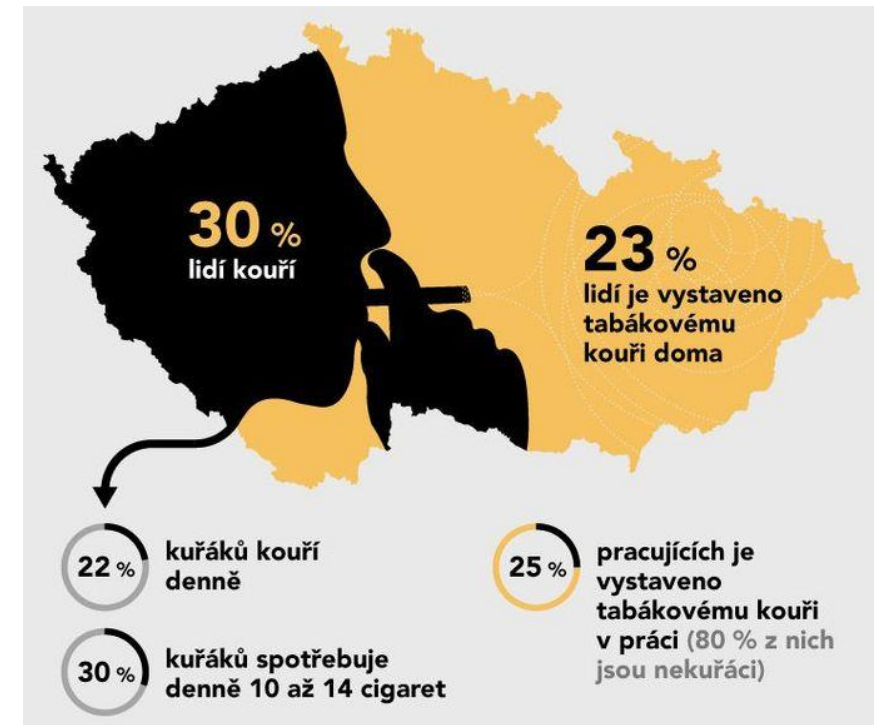 30 %
lidí kouří
23 %
lidí je vystaveno
tabákovému
kouři doma
22 %
kuřáků kouří
denně
30 %
kuřáků spotřebuje
denně 10 až 14 cigaret
25 %
pracujících je
vystaveno
tabákovému kouři
v práci (80 % z nich
jsou nekuřáci)